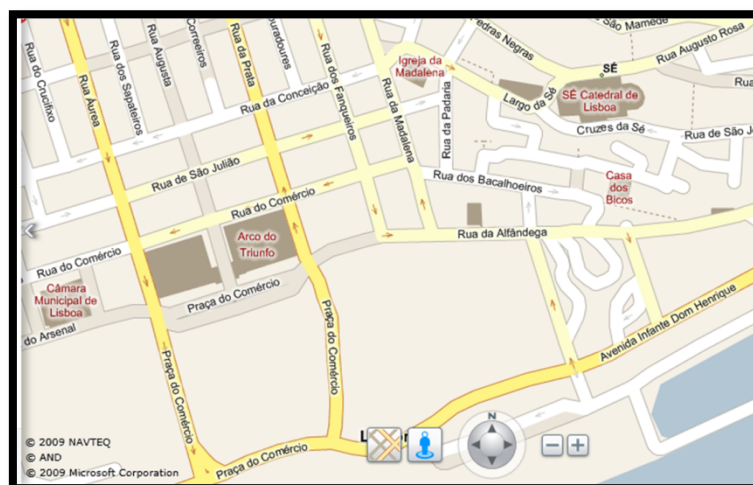 Pedras Negras
São Mamede
Rua Augusto Rosa
SÉ
SÉ Catedral de
Lisboa
Largo da Sé
Cruzes da Sé
Rua de São J
Rua
Igreja da
Madalena
Rua da Padaria
Rua da Madalena
Rua dos Fanqueiros
ouradores
Rua da Prata
Correeiros
Rua Augusta
Rua dos Sapateiros
Rua Áurea
Rua do Crucifixo
Rua da Conceição
Rua de São Julião
Rua do Comércio
Rua do Comércio
Rua dos Bacalhoeiros
Casa
dos
Bicos
Rua da Alfândega
Arco do
Triunfo
Câmara
Municipal de
Lisboa
do Arsenal
Praça do Comércio
Praça do Comércio
Praça do Comércio
Praça do Comércio
Avenida Infante Dom Henrique
N
© 2009 NAVTEQ
© AND
© 2009 Microsoft Corporation